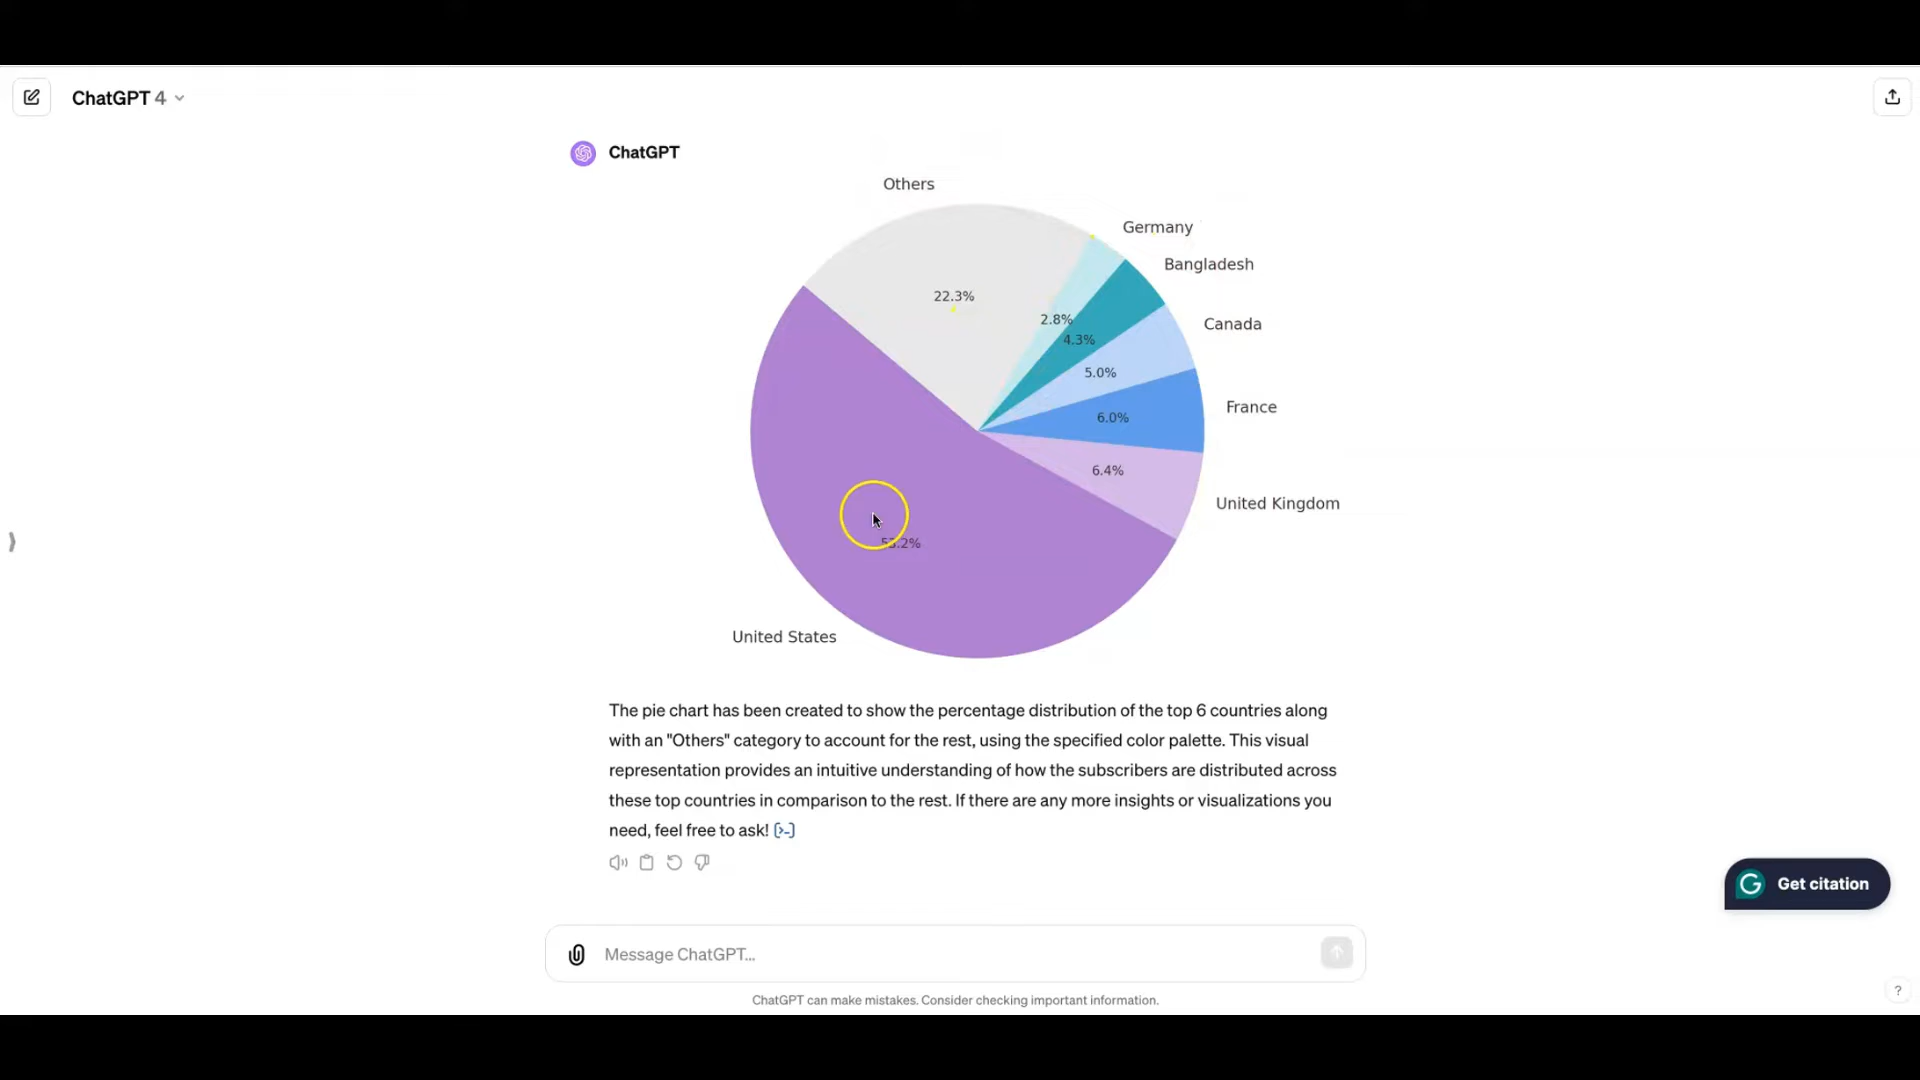 ChatGPT 4
ChatGPT
Others
Germany
Bangladesh
22.3%
2.8%
Canada
4.3%
5.0%
France
6.0%
6.4%
United Kingdom
United States
The pie chart has been created to show the percentage distribution of the top 6 countries along
with an "Others" category to account for the rest, using the specified color palette. This visual
representation provides an intuitive understanding of how the subscribers are distributed across
these top countries in comparison to the rest. If there are any more insights or visualizations you
need, feel free to ask! [>-]
Get citation
Message ChatGPT...
ChatGPT can make mistakes. Consider checking important information.
?